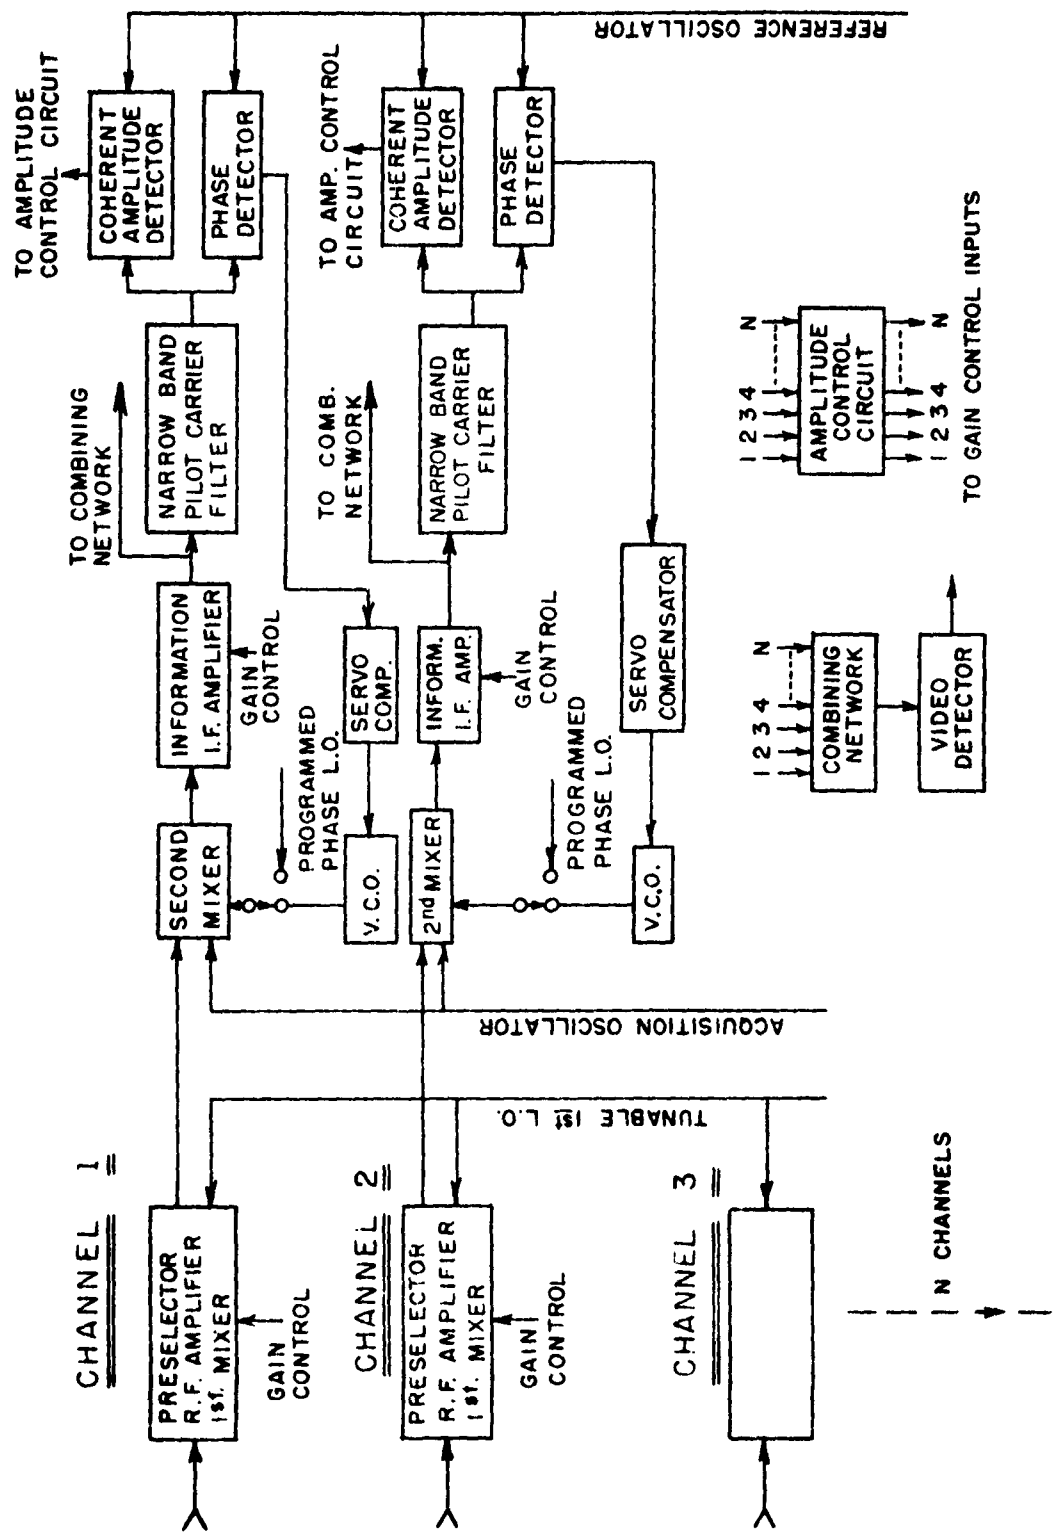 CHANNEL 1
PRESELECTOR
R.F. AMPLIFIER
1st. MIXER
GAIN
CONTROL
SECOND
MIXER
INFORMATION
I.F. AMPLIFIER
GAIN
CONTROL
TO COMBINING
NETWORK
NARROW BAND
PILOT CARRIER
FILTER
TO AMPLITUDE
CONTROL CIRCUIT
COHERENT
AMPLITUDE
DETECTOR
PHASE
DETECTOR
PROGRAMMED
PHASE L.O.
V.C.O.
SERVO
COMP.
CHANNEL 2
PRESELECTOR
R.F. AMPLIFIER
1st. MIXER
GAIN
CONTROL
2nd MIXER
INFORM.
I.F. AMP.
GAIN
CONTROL
TO COMB.
NETWORK
NARROW BAND
PILOT CARRIER
FILTER
TO AMP. CONTROL
CIRCUIT
COHERENT
AMPLITUDE
DETECTOR
PHASE
DETECTOR
PROGRAMMED
PHASE L.O.
V.C.O.
SERVO
COMPENSATOR
TUNABLE 1st L.O.
ACQUISITION OSCILLATOR
REFERENCE OSCILLATOR
CHANNEL 3
N CHANNELS
1 2 3 4 N
COMBINING
NETWORK
VIDEO
DETECTOR
1 2 3 4 N
AMPLITUDE
CONTROL
CIRCUIT
1 2 3 4 N
TO GAIN CONTROL INPUTS